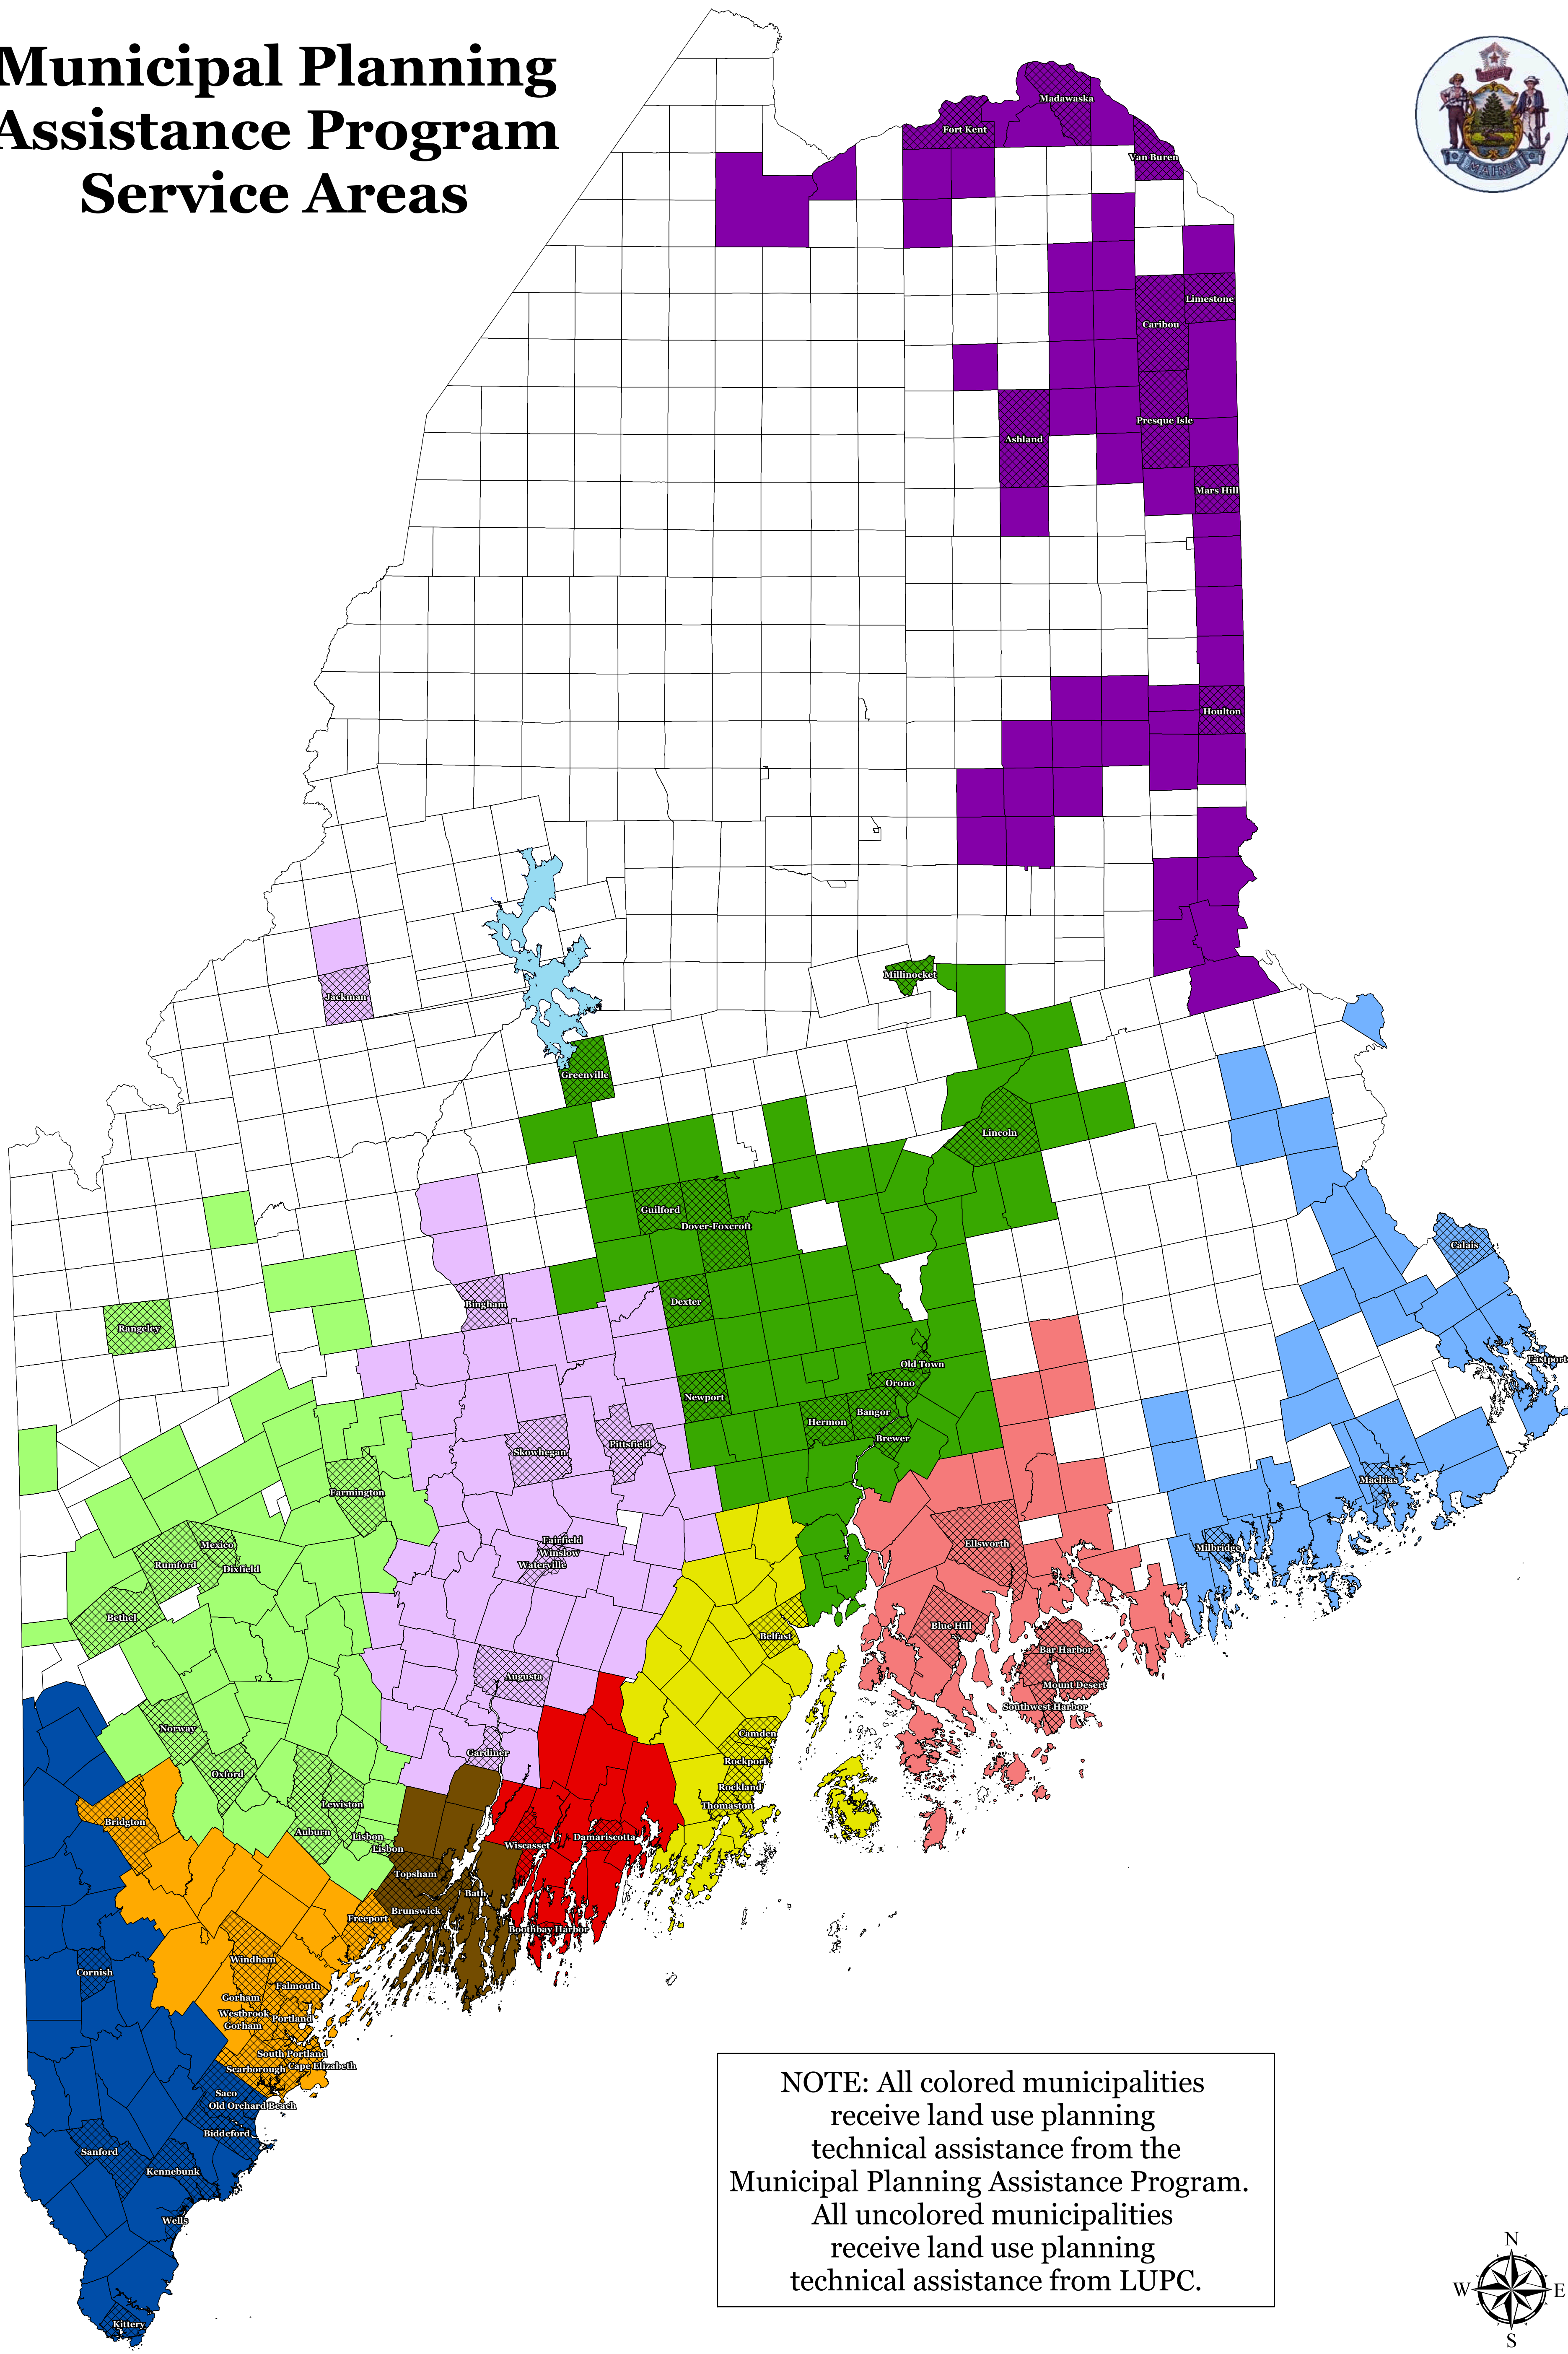 Municipal Planning
Assistance Program
Service Areas
MAINE
Madawaska
Fort Kent
Van Buren
Limestone
Caribou
Presque Isle
Ashland
Mars Hill
Houlton
Millinocket
Jackman
Greenville
Lincoln
Guilford
Dover-Foxcroft
Calais
Bingham
Dexter
Rangeley
Old Town
Eastport
Orono
Newport
Bangor
Hermon
Brewer
Pittsfield
Skowhegan
Machias
Farmington
Fairfield
Ellsworth
Mexico
Winslow
Milbridge
Rumford
Waterville
Dixfield
Bethel
Blue Hill
Belfast
Bar Harbor
Augusta
Mount Desert
Southwest Harbor
Norway
Camden
Gardiner
Rockport
Oxford
Rockland
Lewiston
Thomaston
Bridgton
Auburn
Lisbon
Damariscotta
Wiscasset
Lisbon
Topsham
Bath
Brunswick
Freeport
Boothbay Harbor
Windham
Cornish
Falmouth
Gorham
Westbrook
Portland
Gorham
South Portland
Cape Elizabeth
Scarborough
Saco
Old Orchard Beach
Biddeford
Sanford
Kennebunk
Wells
Kittery
NOTE: All colored municipalities
receive land use planning
technical assistance from the
Municipal Planning Assistance Program.
All uncolored municipalities
receive land use planning
technical assistance from LUPC.
N
W E
S